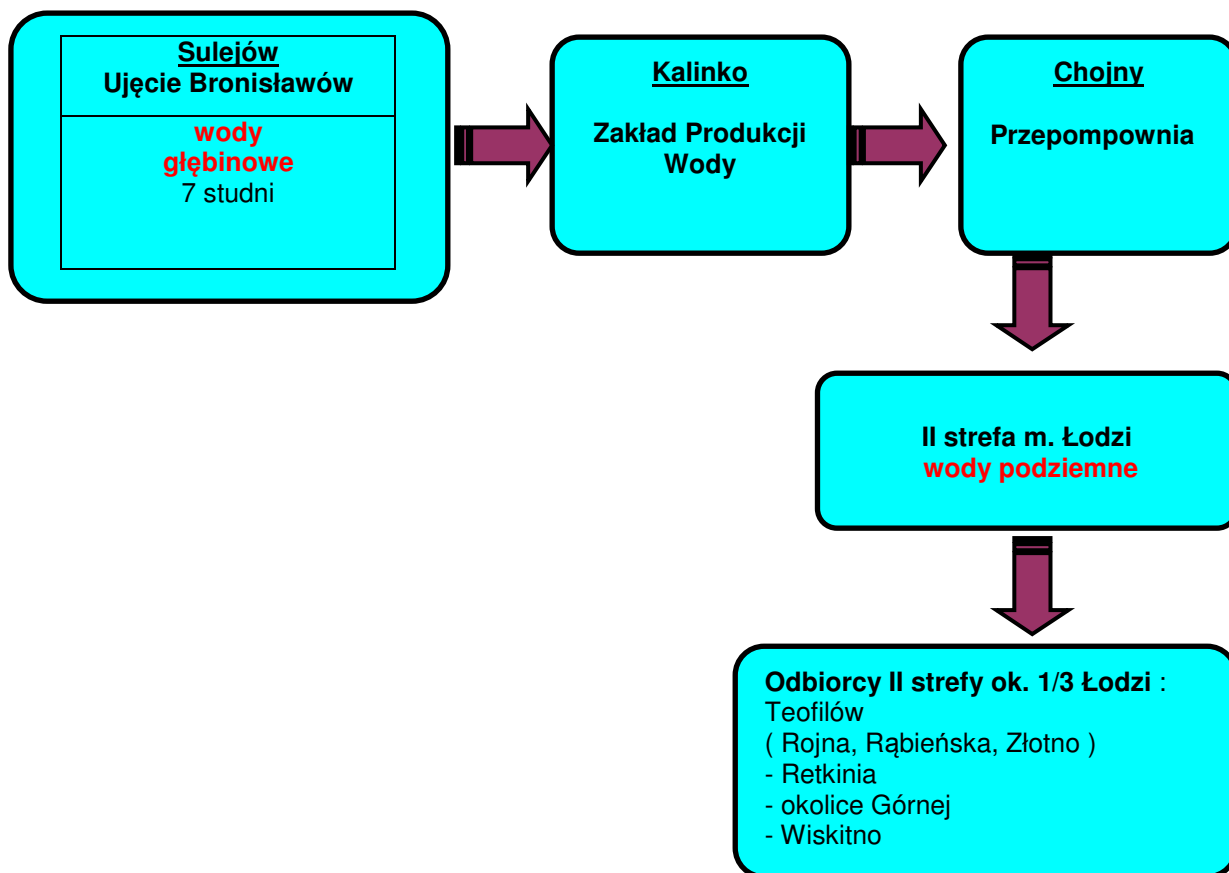 Sulejów
Ujęcie Bronisławów
wody
głębinowe
7 studni
Kalinko
Zakład Produkcji
Wody
Chojny
Przepompownia
II strefa m. Łodzi
wody podziemne
Odbiorcy II strefy ok. 1/3 Łodzi :
Teofilów
( Rojna, Rąbieńska, Złotno )
- Retkinia
- okolice Górnej
- Wiskitno